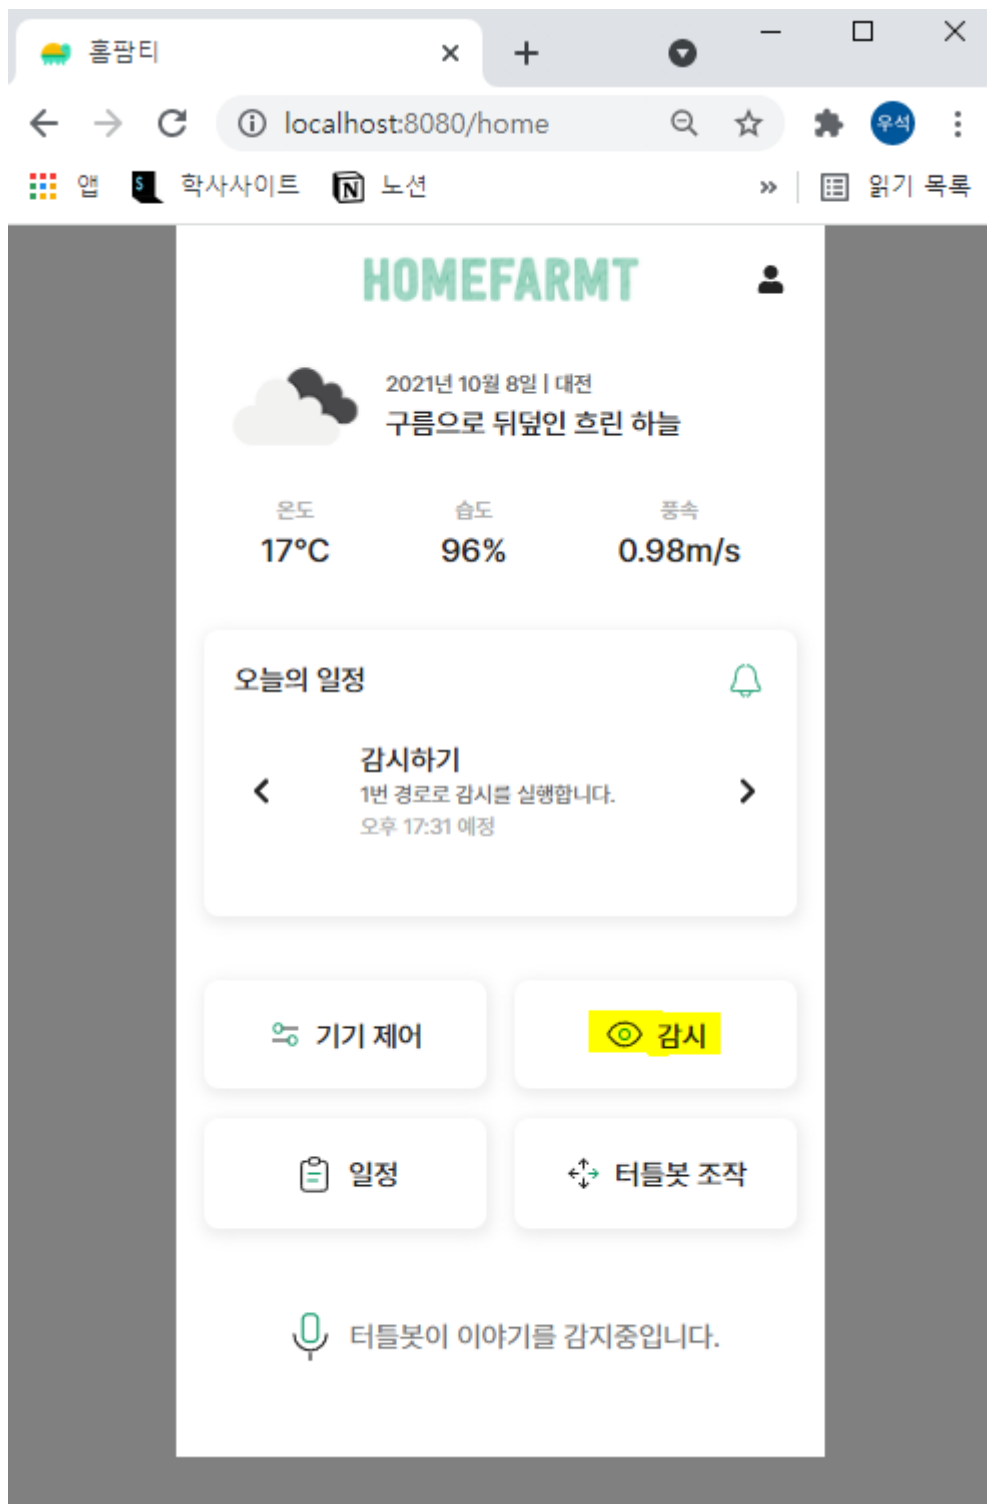 홈팜티
localhost:8080/home
우석
앱 S 학사사이트 N 노션 » 읽기 목록
HOMEFARMT
2021년 10월 8일 | 대전
구름으로 뒤덮인 흐린 하늘
온도 습도 풍속
17°C 96% 0.98m/s
오늘의 일정
감시하기
1번 경로로 감시를 실행합니다.
오후 17:31 예정
기기 제어 감시
일정 터틀봇 조작
터틀봇이 이야기를 감지중입니다.